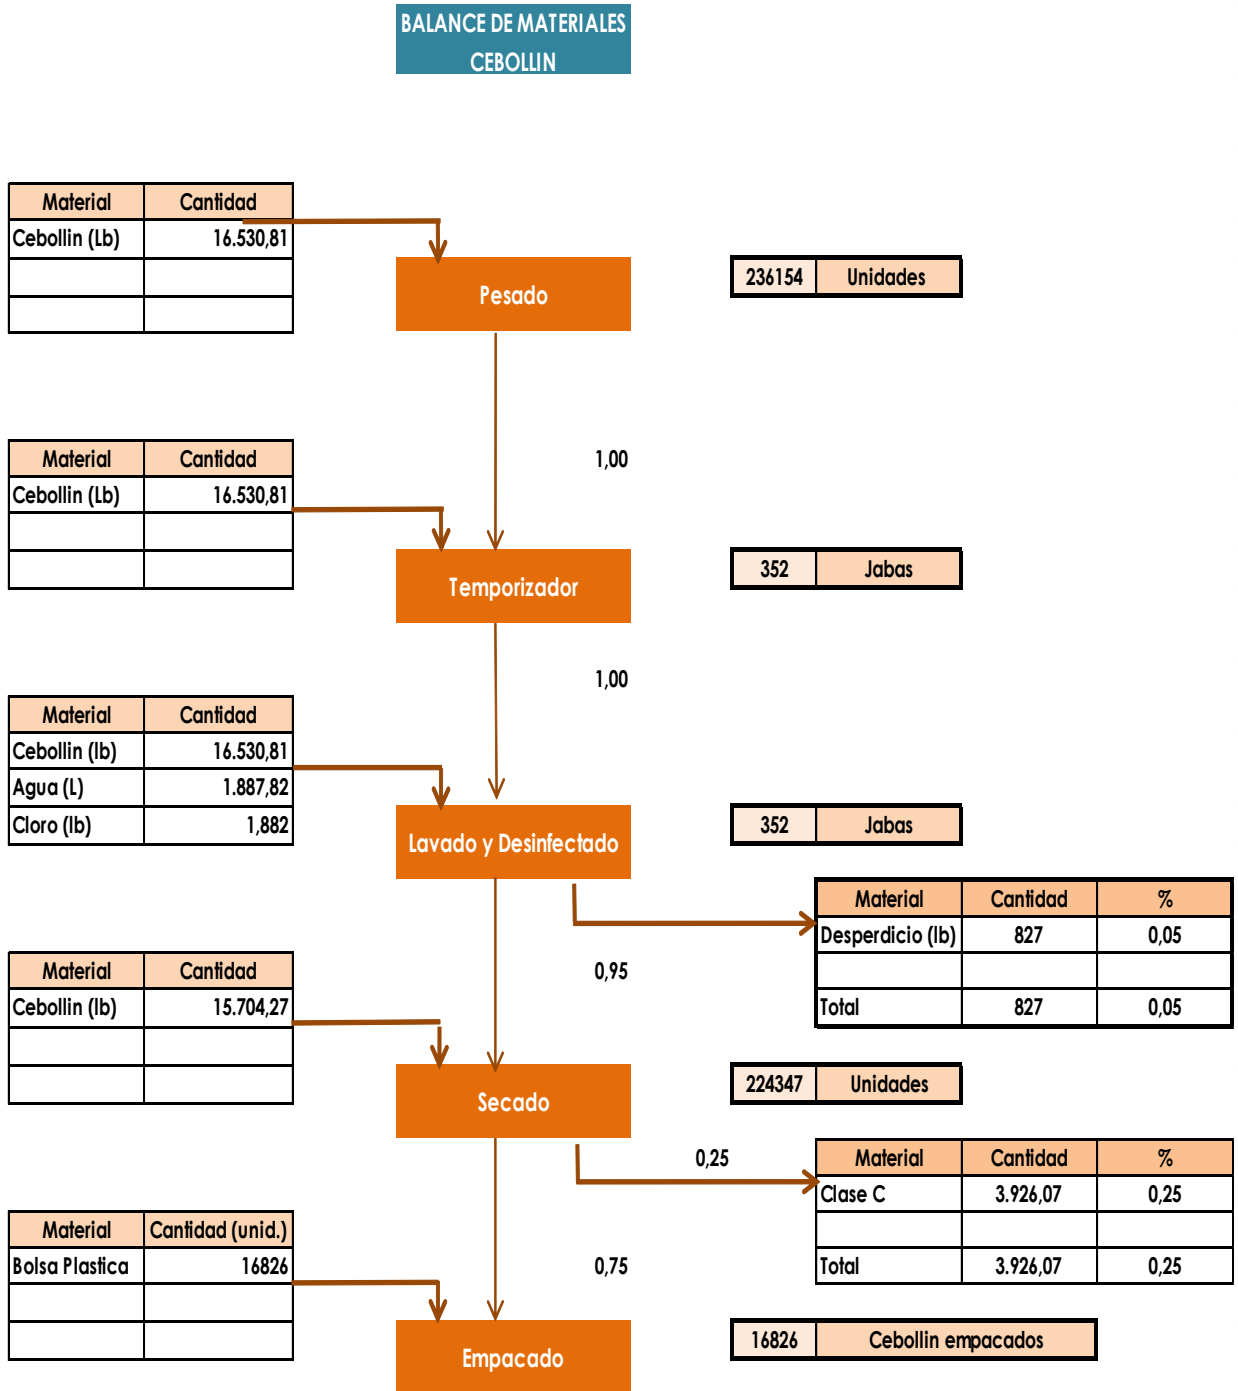 BALANCE DE MATERIALES
CEBOLLIN
Material Cantidad
Cebollin (Lb) 16.530,81
Pesado
236154 Unidades
1,00
Material Cantidad
Cebollin (Lb) 16.530,81
Temporizador
352 Jabas
1,00
Material Cantidad
Cebollin (lb) 16.530,81
Agua (L) 1.887,82
Cloro (lb) 1,882
Lavado y Desinfectado
352 Jabas
Material Cantidad %
Desperdicio (lb) 827 0,05
Total 827 0,05
0,95
Material Cantidad
Cebollin (lb) 15.704,27
Secado
224347 Unidades
0,25
Material Cantidad %
Clase C 3.926,07 0,25
Total 3.926,07 0,25
Material Cantidad (unid.)
Bolsa Plastica 16826
0,75
Empacado
16826 Cebollin empacados